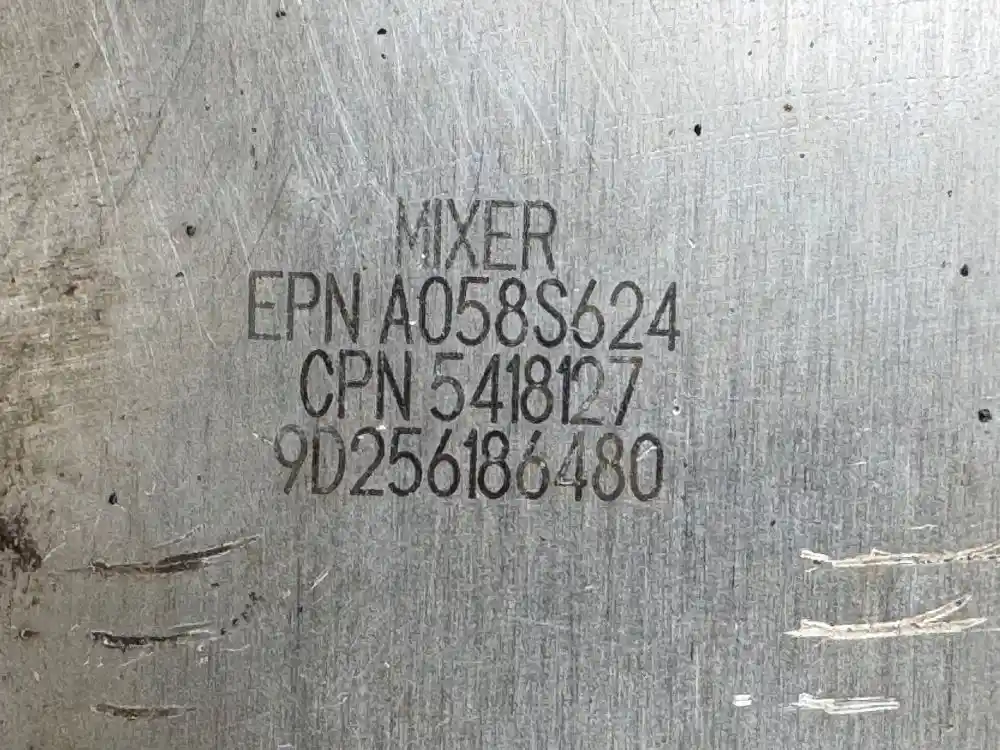 MIXER
EPN A058S624
CPN 5418127
9D256186480